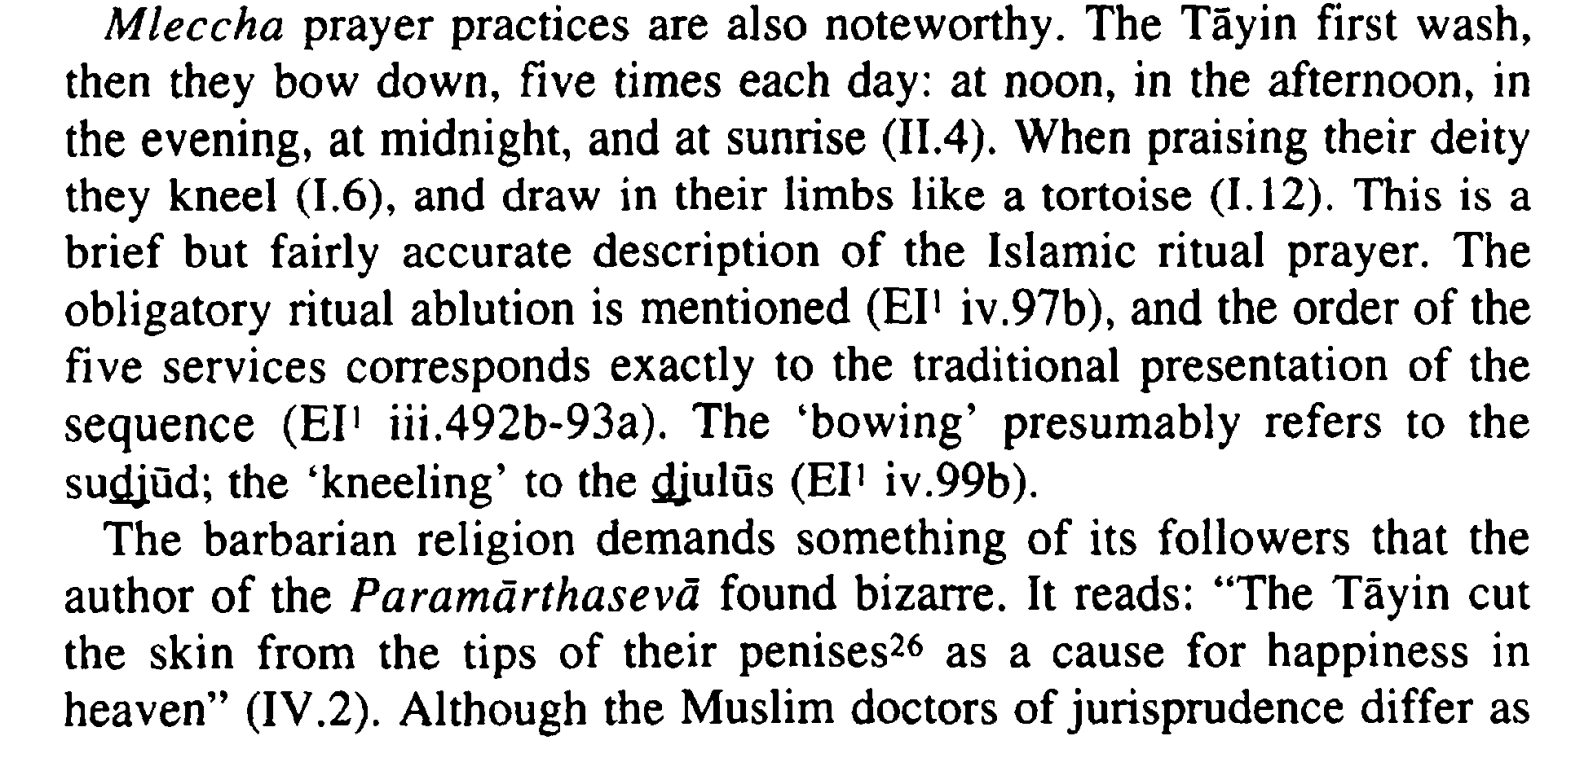 Mleccha prayer practices are also noteworthy. The Tāyin first wash,
then they bow down, five times each day: at noon, in the afternoon, in
the evening, at midnight, and at sunrise (II.4). When praising their deity
they kneel (I.6), and draw in their limbs like a tortoise (I.12). This is a
brief but fairly accurate description of the Islamic ritual prayer. The
obligatory ritual ablution is mentioned (EI¹ iv.97b), and the order of the
five services corresponds exactly to the traditional presentation of the
sequence (EI¹ iii.492b-93a). The ‘bowing’ presumably refers to the
sudjūd; the ‘kneeling’ to the djulūs (EI¹ iv.99b).
The barbarian religion demands something of its followers that the
author of the Paramārthasevā found bizarre. It reads: “The Tāyin cut
the skin from the tips of their penises²⁶ as a cause for happiness in
heaven” (IV.2). Although the Muslim doctors of jurisprudence differ as